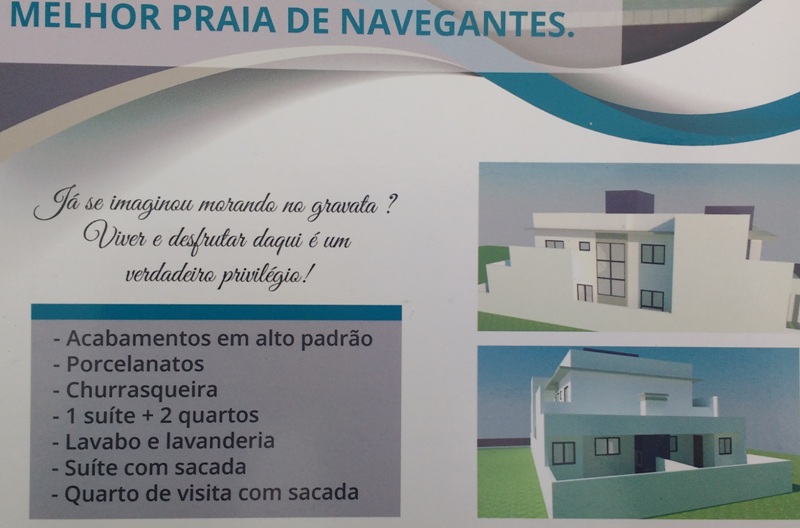 MELHOR PRAIA DE NAVEGANTES.
Já se imaginou morando no gravata ?
Viver e desfrutar daqui é um
verdadeiro privilégio!
- Acabamentos em alto padrão
- Porcelanatos
- Churrasqueira
- 1 suíte + 2 quartos
- Lavabo e lavanderia
- Suíte com sacada
- Quarto de visita com sacada